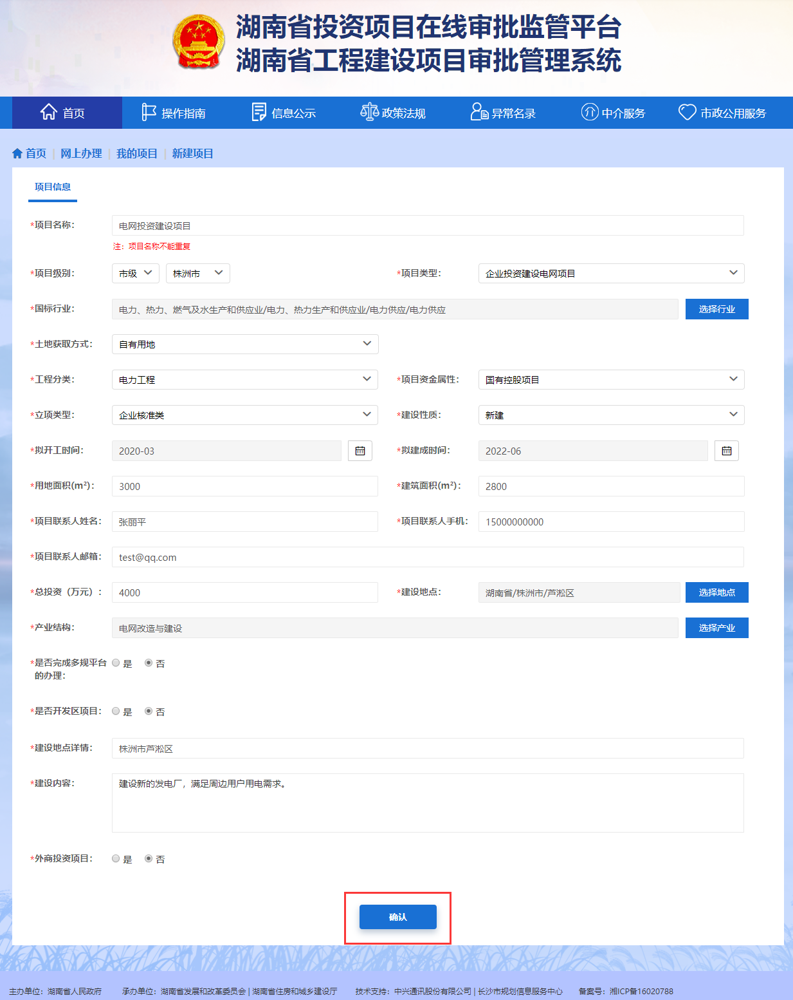 湖南省投资项目在线审批监管平台
湖南省工程建设项目审批管理系统
首页 操作指南 信息公示 政策法规 异常名录 中介服务 市政公用服务
首页 | 网上办理 | 我的项目 | 新建项目
项目信息
*项目名称： 电网投资建设项目
注：项目名称不能重复
*项目级别： 市级 株洲市 *项目类型： 企业投资建设电网项目
*国标行业： 电力、热力、燃气及水生产和供应业/电力、热力生产和供应业/电力供应/电力供应 选择行业
*土地获取方式： 自有用地
*工程分类： 电力工程 *项目资金属性： 国有控股项目
*立项类型： 企业核准类 *建设性质： 新建
*拟开工时间： 2020-03 *拟建成时间： 2022-06
*用地面积(m²)： 3000 *建筑面积(m²)： 2800
*项目联系人姓名： 张丽平 *项目联系人手机： 15000000000
*项目联系人邮箱： test@qq.com
*总投资（万元）： 4000 *建设地点： 湖南省/株洲市/芦淞区 选择地点
*产业结构： 电网改造与建设 选择产业
*是否完成多规平台 是 否
的办理：
*是否开发区项目： 是 否
*建设地点详情： 株洲市芦淞区
*建设内容： 建设新的发电厂，满足周边用户用电需求。
*外商投资项目： 是 否
确认
主办单位：湖南省人民政府 承办单位：湖南省发展和改革委员会 | 湖南省住房和城乡建设厅 技术支持：中兴通讯股份有限公司 | 长沙市规划信息服务中心 备案号：湘ICP备16020788